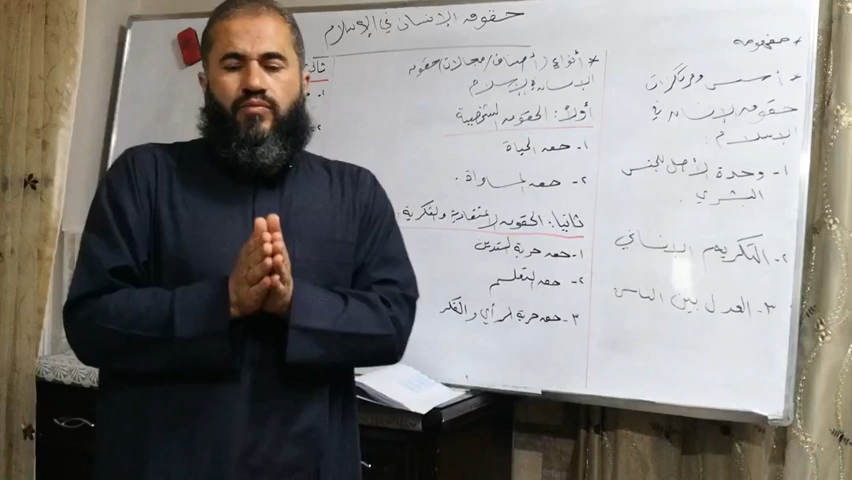 حقوق الإنسان في الإسلام
* مفهومه
* أسس ومرتكزات
حقوق الإنسان في
الإسلام:
١- وحدة الأصل للجنس
البشري.
٢- التكريم الإنساني
٣- العدل بين الناس
* أنواع/أصناف/مجالات حقوق
الإنسان في الإسلام
أولاً: الحقوق الشخصية
١- حق الحياة
٢- حق المساواة.
ثانيا: الحقوق الاعتقادية والفكرية
١- حق حرية التدين
٢- حق التعلم
٣- حق حرية الرأي والفكر
١-
٢